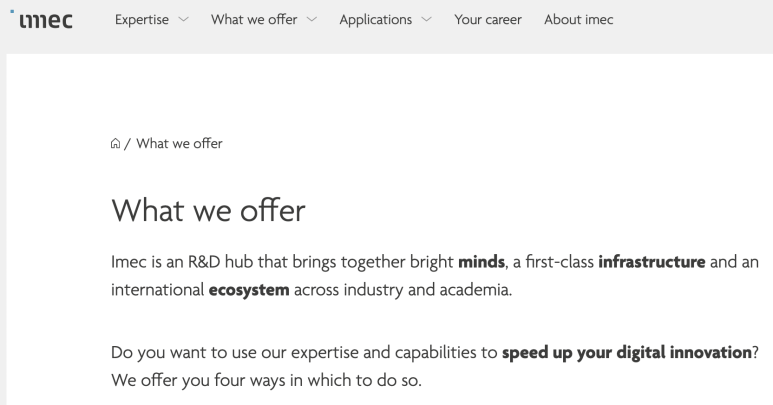 imec
Expertise
What we offer
Applications
Your career
About imec
/ What we offer
What we offer
Imec is an R&D hub that brings together bright minds, a first-class infrastructure and an
international ecosystem across industry and academia.
Do you want to use our expertise and capabilities to speed up your digital innovation?
We offer you four ways in which to do so.